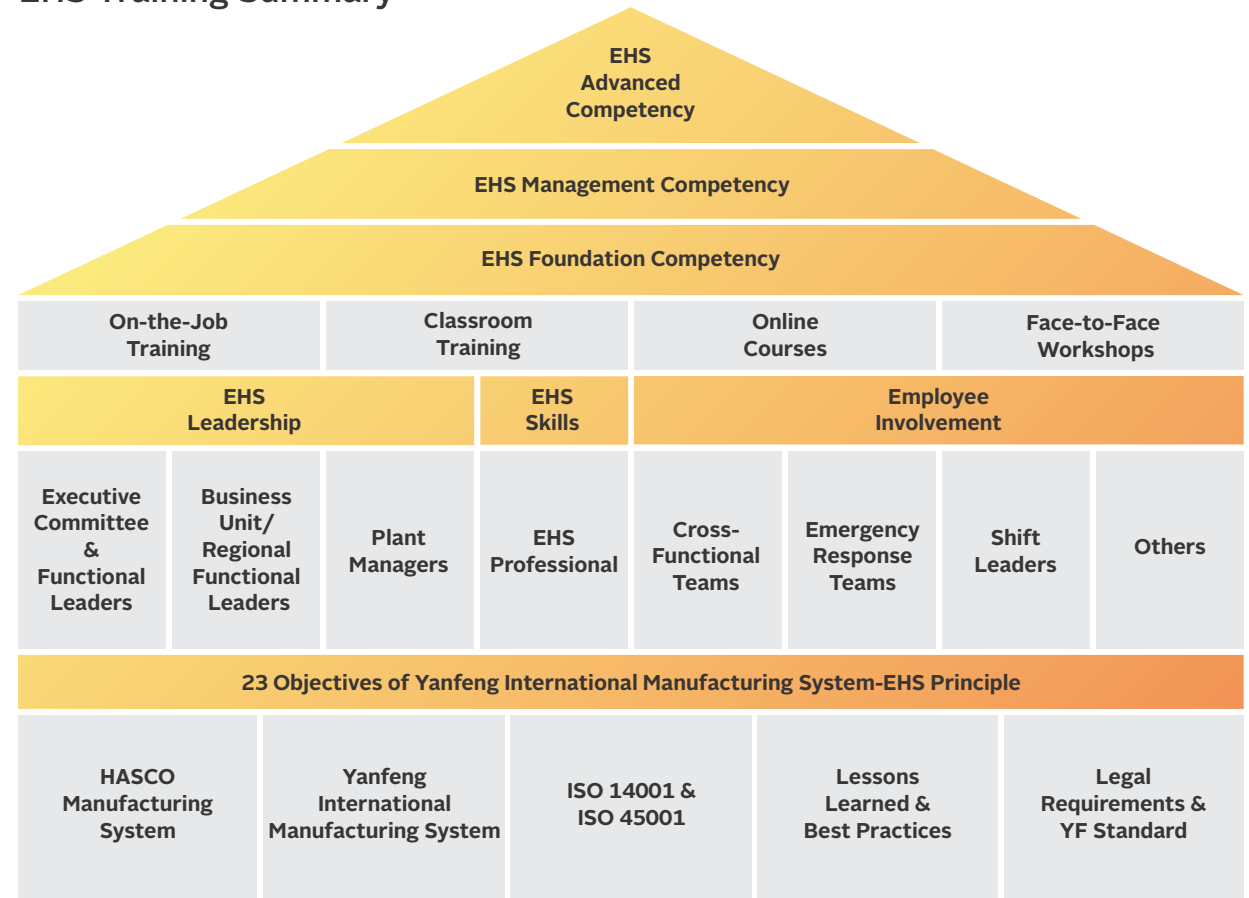 EHS Training Summary
EHS
Advanced
Competency
EHS Management Competency
EHS Foundation Competency
On-the-Job
Training
Classroom
Training
Online
Courses
Face-to-Face
Workshops
EHS
Leadership
EHS
Skills
Employee
Involvement
Executive
Committee
&
Functional
Leaders
Business
Unit/
Regional
Functional
Leaders
Plant
Managers
EHS
Professional
Cross-
Functional
Teams
Emergency
Response
Teams
Shift
Leaders
Others
23 Objectives of Yanfeng International Manufacturing System-EHS Principle
HASCO
Manufacturing
System
Yanfeng
International
Manufacturing System
ISO 14001 &
ISO 45001
Lessons
Learned &
Best Practices
Legal
Requirements &
YF Standard